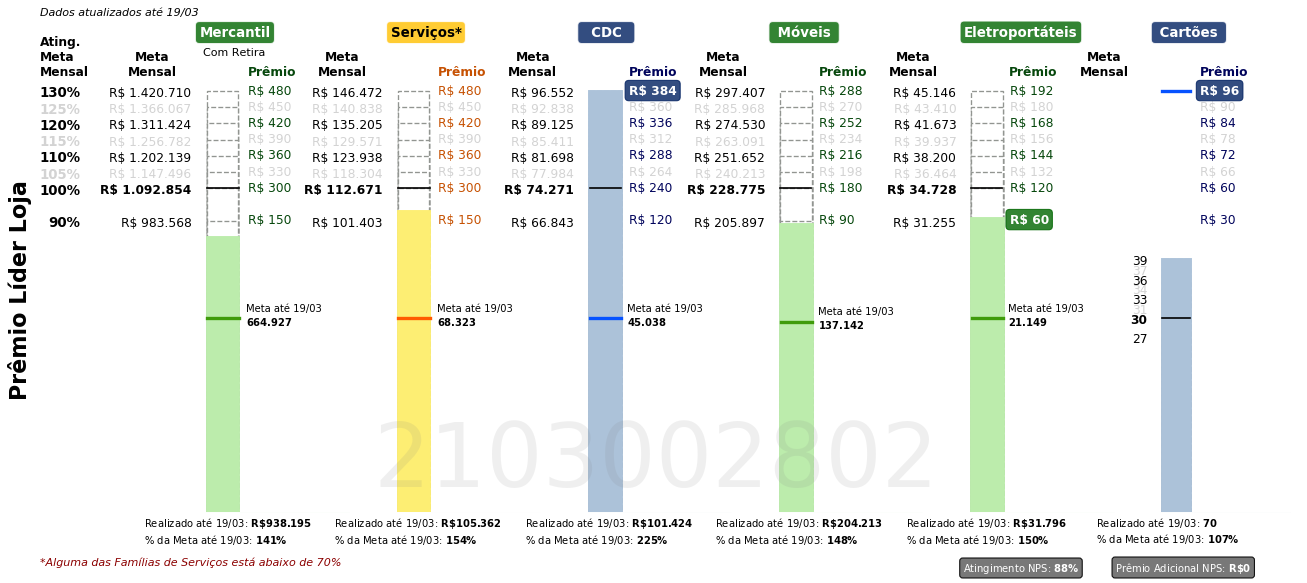 Dados atualizados até 19/03
Mercantil Serviços* CDC Móveis Eletroportáteis Cartões
Com Retira
Ating. Meta Mensal
Meta Mensal Prêmio Meta Mensal Prêmio Meta Mensal Prêmio Meta Mensal Prêmio Meta Mensal Prêmio Meta Mensal Prêmio
130% R$ 1.420.710 R$ 480 R$ 146.472 R$ 480 R$ 96.552 R$ 384 R$ 297.407 R$ 288 R$ 45.146 R$ 192 R$ 96
125% R$ 1.366.067 R$ 450 R$ 140.838 R$ 450 R$ 92.838 R$ 360 R$ 285.968 R$ 270 R$ 43.410 R$ 180 R$ 90
120% R$ 1.311.424 R$ 420 R$ 135.205 R$ 420 R$ 89.125 R$ 336 R$ 274.530 R$ 252 R$ 41.673 R$ 168 R$ 84
115% R$ 1.256.782 R$ 390 R$ 129.571 R$ 390 R$ 85.411 R$ 312 R$ 263.091 R$ 234 R$ 39.937 R$ 156 R$ 78
110% R$ 1.202.139 R$ 360 R$ 123.938 R$ 360 R$ 81.698 R$ 288 R$ 251.652 R$ 216 R$ 38.200 R$ 144 R$ 72
105% R$ 1.147.496 R$ 330 R$ 118.304 R$ 330 R$ 77.984 R$ 264 R$ 240.213 R$ 198 R$ 36.464 R$ 132 R$ 66
100% R$ 1.092.854 R$ 300 R$ 112.671 R$ 300 R$ 74.271 R$ 240 R$ 228.775 R$ 180 R$ 34.728 R$ 120 R$ 60
90% R$ 983.568 R$ 150 R$ 101.403 R$ 150 R$ 66.843 R$ 120 R$ 205.897 R$ 90 R$ 31.255 R$ 60 R$ 30
Prêmio Líder Loja
39
37
36
34
33
31
30
27
Meta até 19/03 Meta até 19/03 Meta até 19/03 Meta até 19/03 Meta até 19/03
664.927 68.323 45.038 137.142 21.149
2103002802
Realizado até 19/03: R$938.195 Realizado até 19/03: R$105.362 Realizado até 19/03: R$101.424 Realizado até 19/03: R$204.213 Realizado até 19/03: R$31.796 Realizado até 19/03: 70
% da Meta até 19/03: 141% % da Meta até 19/03: 154% % da Meta até 19/03: 225% % da Meta até 19/03: 148% % da Meta até 19/03: 150% % da Meta até 19/03: 107%
*Alguma das Famílias de Serviços está abaixo de 70%
Atingimento NPS: 88% Prêmio Adicional NPS: R$0